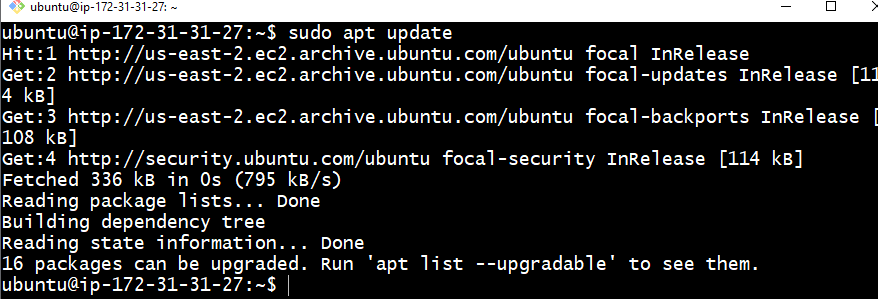 ubuntu@ip-172-31-31-27: ~
ubuntu@ip-172-31-31-27:~$ sudo apt update
Hit:1 http://us-east-2.ec2.archive.ubuntu.com/ubuntu focal InRelease
Get:2 http://us-east-2.ec2.archive.ubuntu.com/ubuntu focal-updates InRelease [11
4 kB]
Get:3 http://us-east-2.ec2.archive.ubuntu.com/ubuntu focal-backports InRelease [
108 kB]
Get:4 http://security.ubuntu.com/ubuntu focal-security InRelease [114 kB]
Fetched 336 kB in 0s (795 kB/s)
Reading package lists... Done
Building dependency tree
Reading state information... Done
16 packages can be upgraded. Run 'apt list --upgradable' to see them.
ubuntu@ip-172-31-31-27:~$